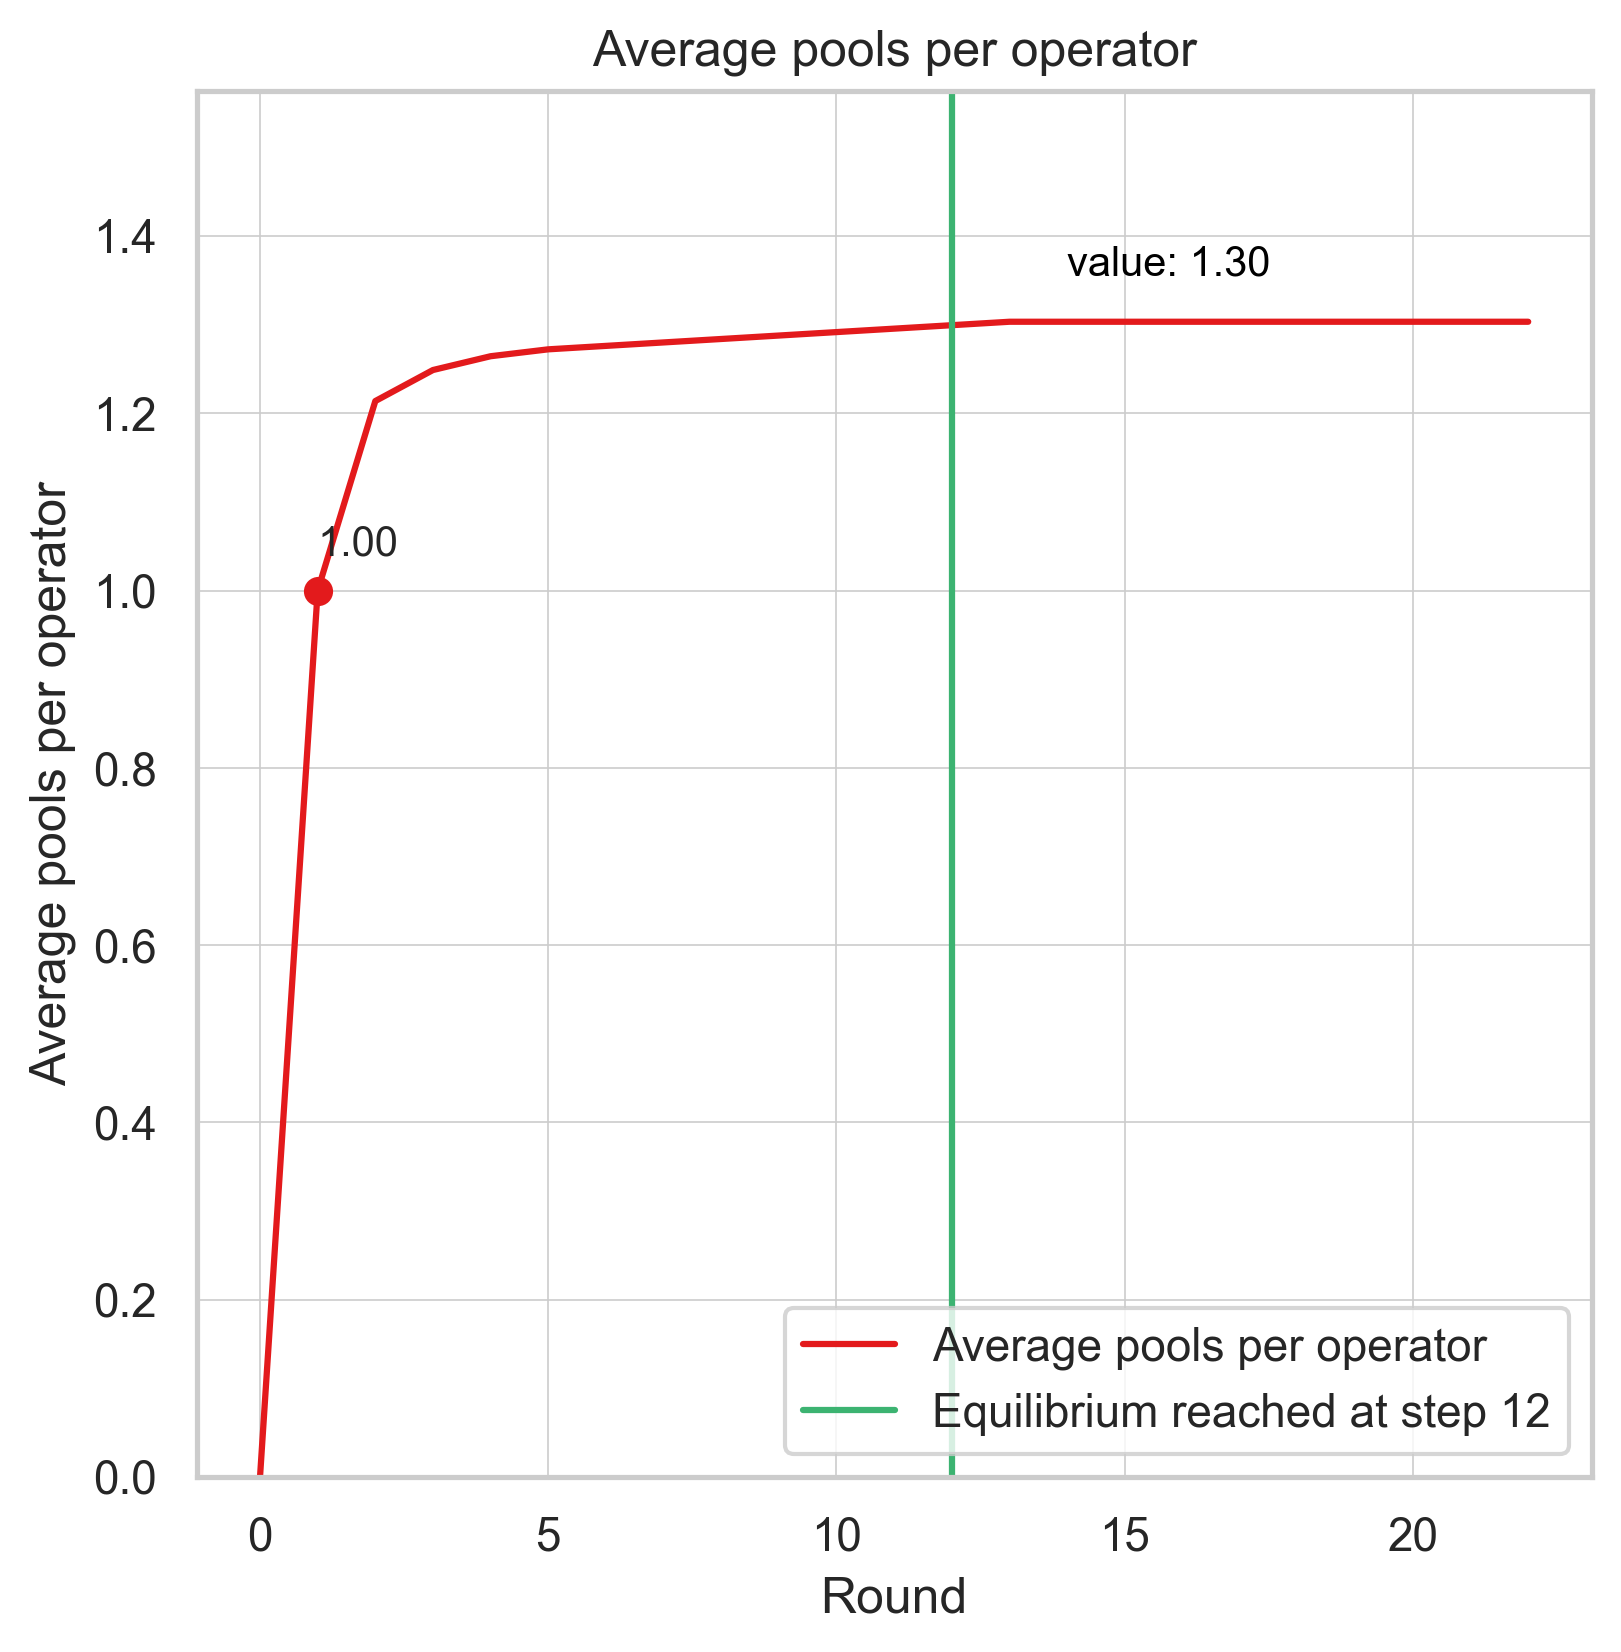 Average pools per operator
Average pools per operator
1.4
1.2
1.0
0.8
0.6
0.4
0.2
0.0
value: 1.30
1.00
Average pools per operator
Equilibrium reached at step 12
0 5 10 15 20
Round